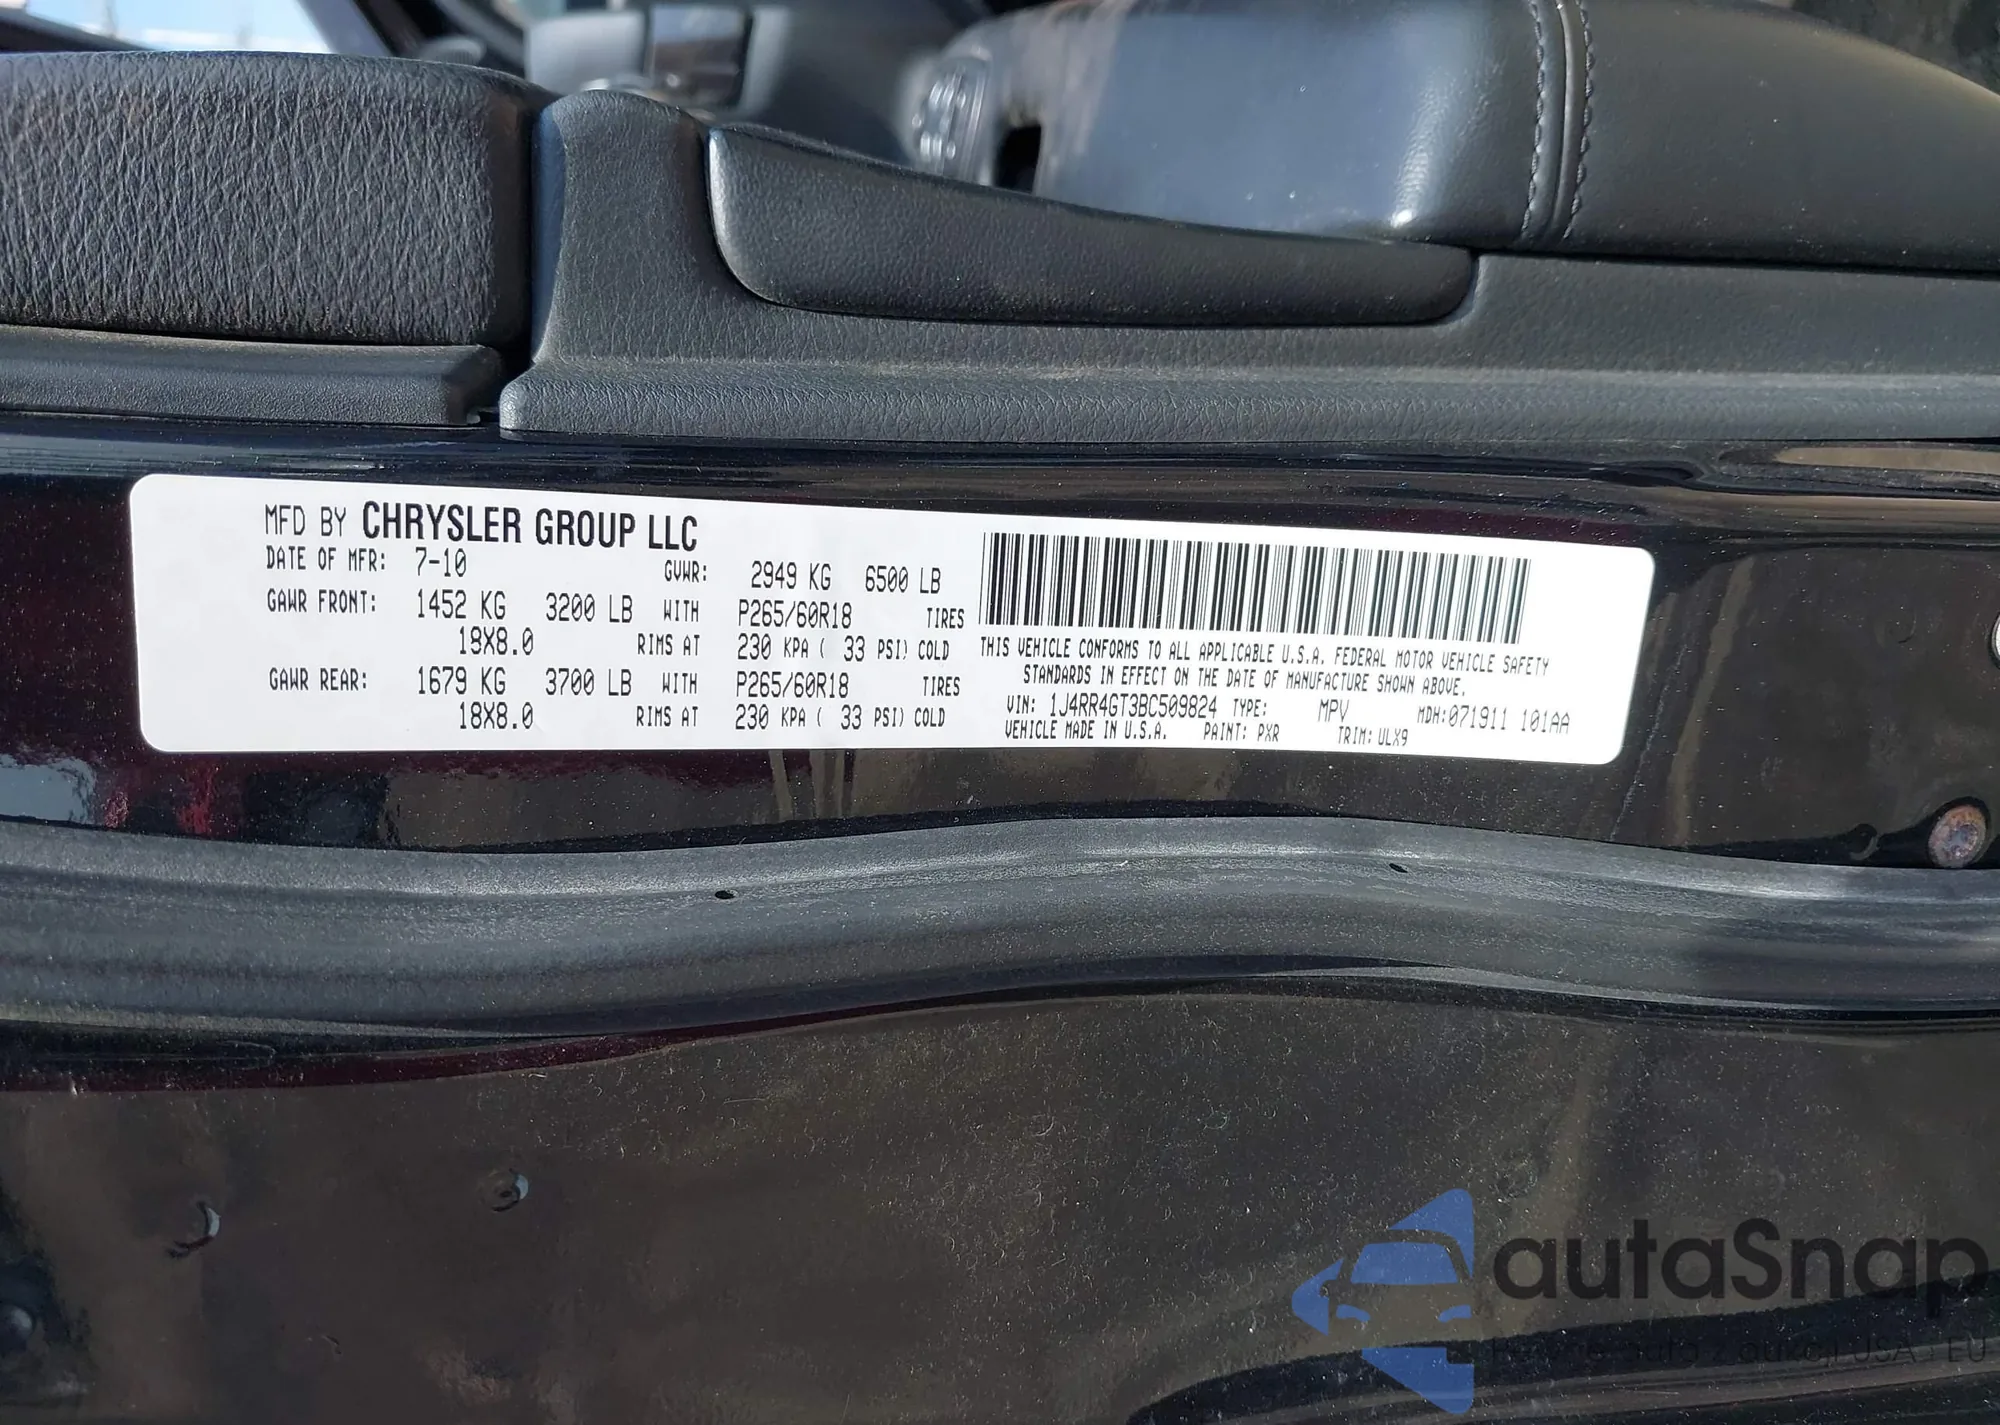 MFD BY CHRYSLER GROUP LLC
DATE OF MFR: 7-10 GVWR: 2949 KG 6500 LB
GAWR FRONT: 1452 KG 3200 LB WITH P265/60R18 TIRES
18X8.0 RIMS AT 230 KPA ( 33 PSI) COLD
GAWR REAR: 1679 KG 3700 LB WITH P265/60R18 TIRES
18X8.0 RIMS AT 230 KPA ( 33 PSI) COLD
THIS VEHICLE CONFORMS TO ALL APPLICABLE U.S.A. FEDERAL MOTOR VEHICLE SAFETY
STANDARDS IN EFFECT ON THE DATE OF MANUFACTURE SHOWN ABOVE.
VIN: 1J4RR4GT3BC509824 TYPE: MPV MDH:071911 101AA
VEHICLE MADE IN U.S.A. PAINT: PXR TRIM: ULX9
autaSnap
auta z aukcji USA i EU